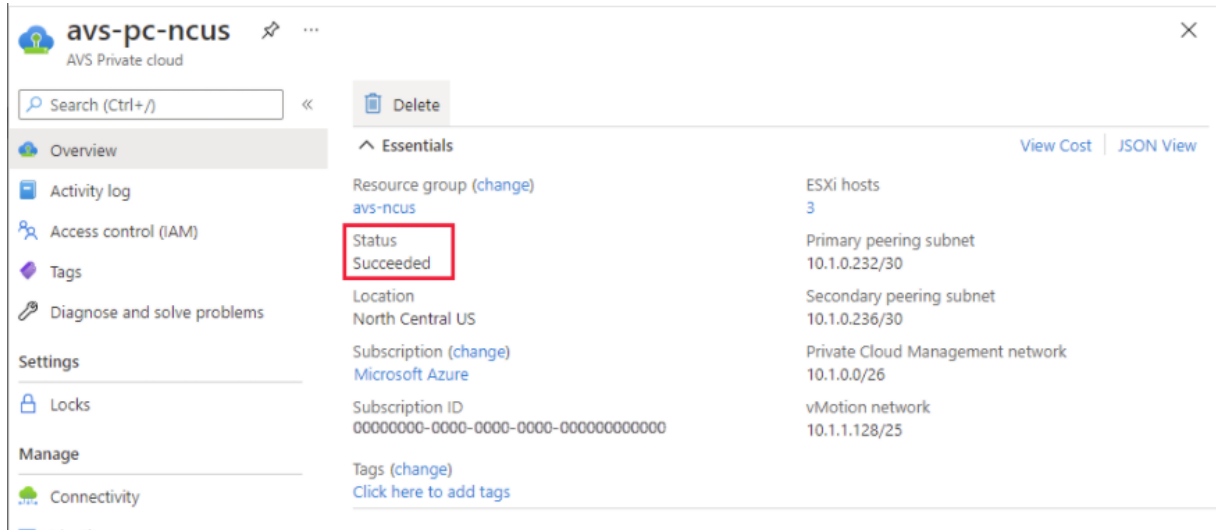 avs-pc-ncus
AVS Private cloud
Search (Ctrl+/)
Overview
Activity log
Access control (IAM)
Tags
Diagnose and solve problems
Settings
Locks
Manage
Connectivity
Delete
Essentials
View Cost
JSON View
Resource group (change)
avs-ncus
Status
Succeeded
Location
North Central US
Subscription (change)
Microsoft Azure
Subscription ID
00000000-0000-0000-0000-000000000000
Tags (change)
Click here to add tags
ESXi hosts
3
Primary peering subnet
10.1.0.232/30
Secondary peering subnet
10.1.0.236/30
Private Cloud Management network
10.1.0.0/26
vMotion network
10.1.1.128/25